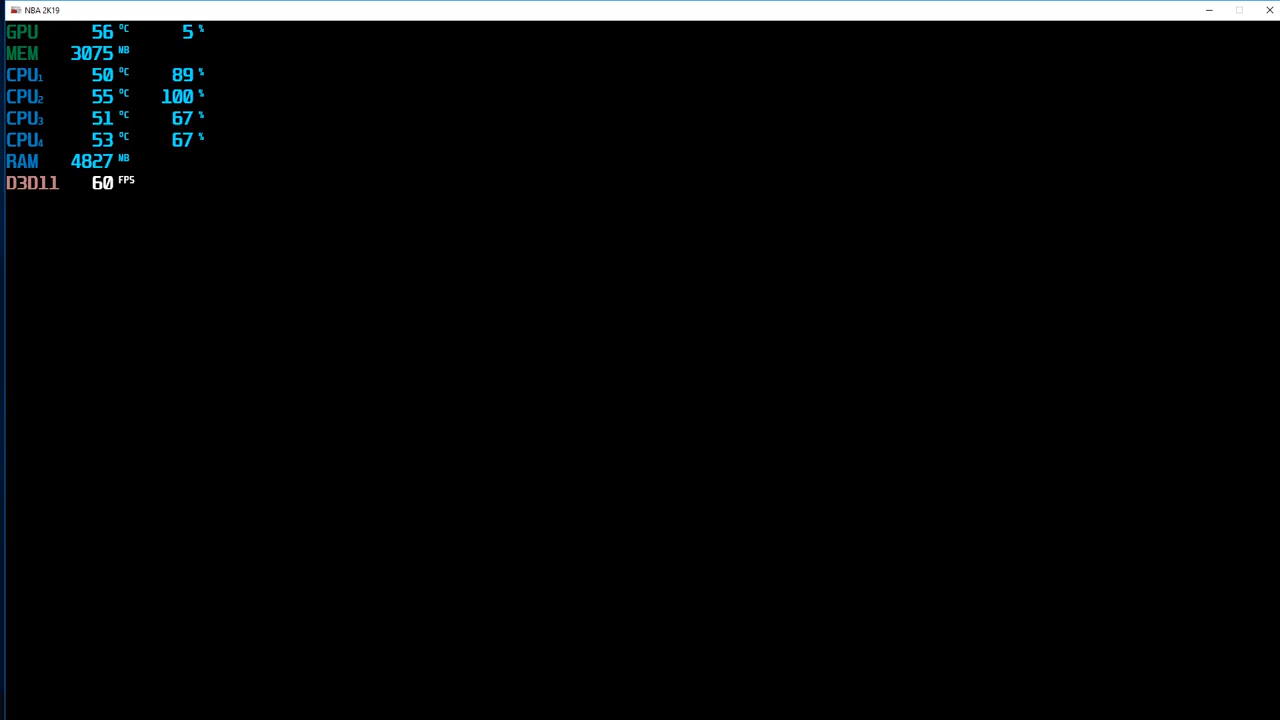 NBA 2K19
GPU 56 °C 5 %
MEM 3075 MB
CPU1 50 °C 89 %
CPU2 55 °C 100 %
CPU3 51 °C 67 %
CPU4 53 °C 67 %
RAM 4827 MB
D3D11 60 FPS